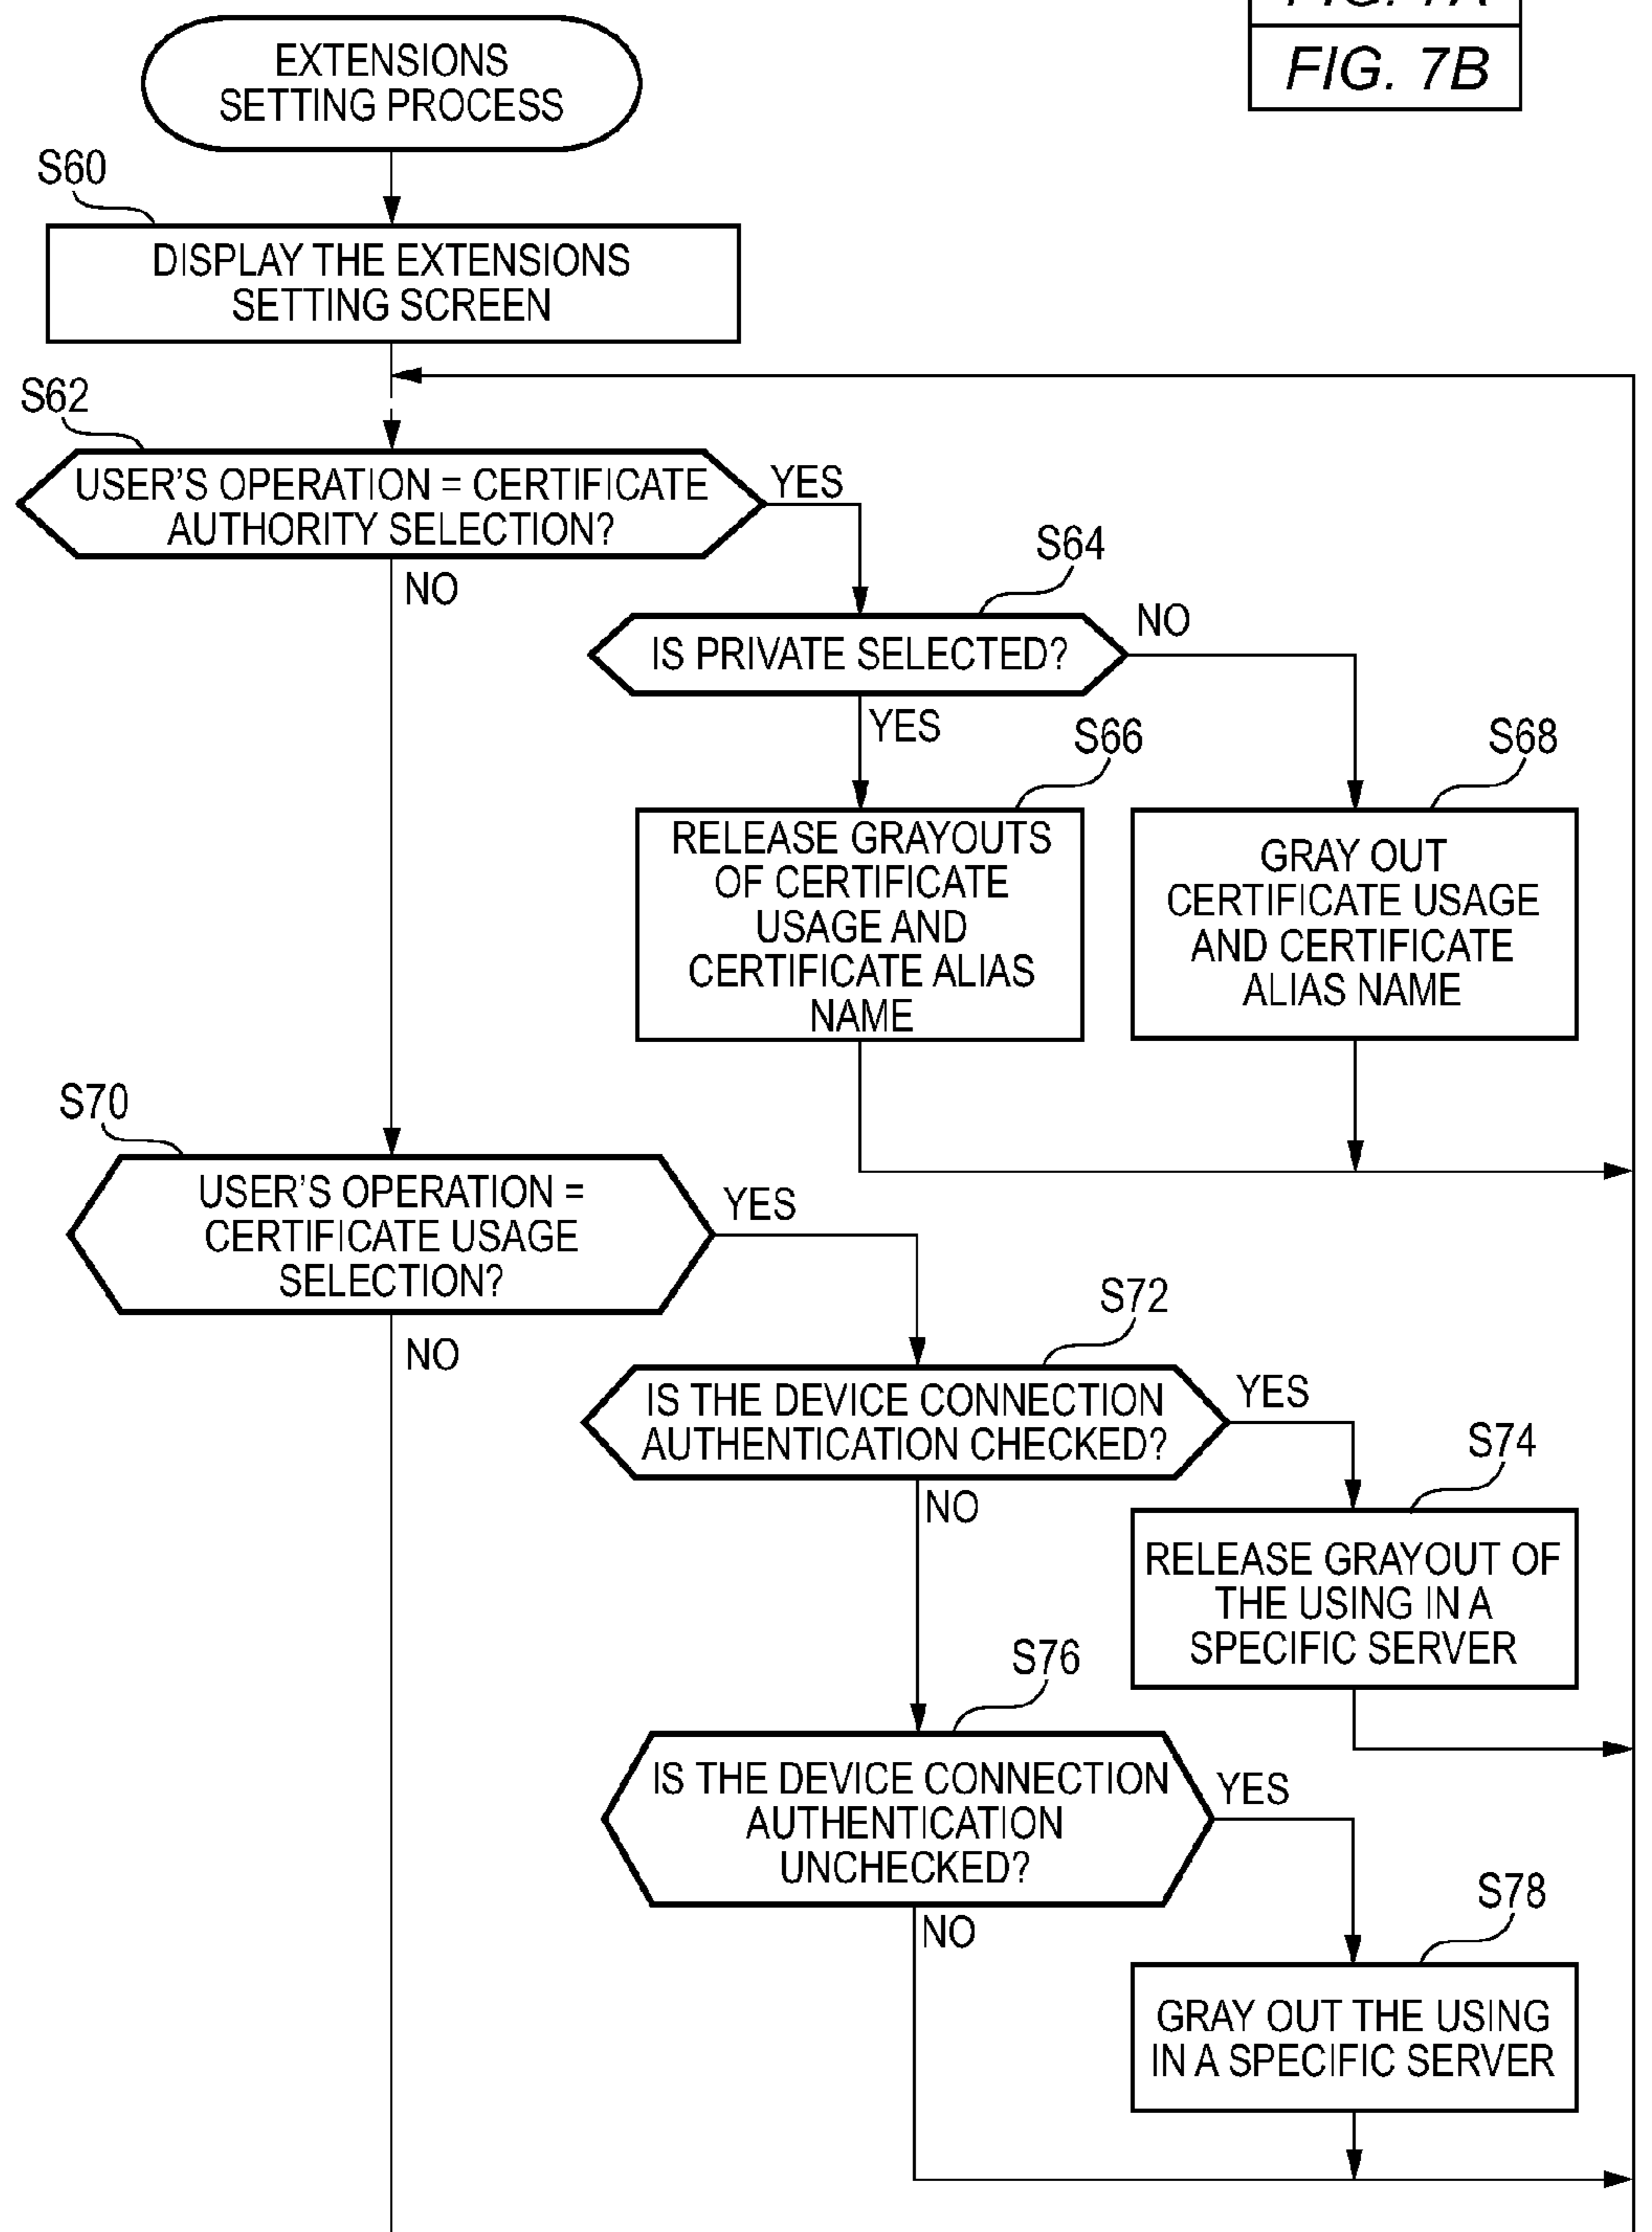 FIG. 7A
FIG. 7B
EXTENSIONS
SETTING PROCESS
S60
DISPLAY THE EXTENSIONS
SETTING SCREEN
S62
USER'S OPERATION = CERTIFICATE
AUTHORITY SELECTION?
YES
NO
S64
IS PRIVATE SELECTED?
NO
YES
S66
RELEASE GRAYOUTS
OF CERTIFICATE
USAGE AND
CERTIFICATE ALIAS
NAME
S68
GRAY OUT
CERTIFICATE USAGE
AND CERTIFICATE
ALIAS NAME
S70
USER'S OPERATION =
CERTIFICATE USAGE
SELECTION?
YES
NO
S72
IS THE DEVICE CONNECTION
AUTHENTICATION CHECKED?
YES
NO
S74
RELEASE GRAYOUT OF
THE USING IN A
SPECIFIC SERVER
S76
IS THE DEVICE CONNECTION
AUTHENTICATION
UNCHECKED?
YES
NO
S78
GRAY OUT THE USING
IN A SPECIFIC SERVER